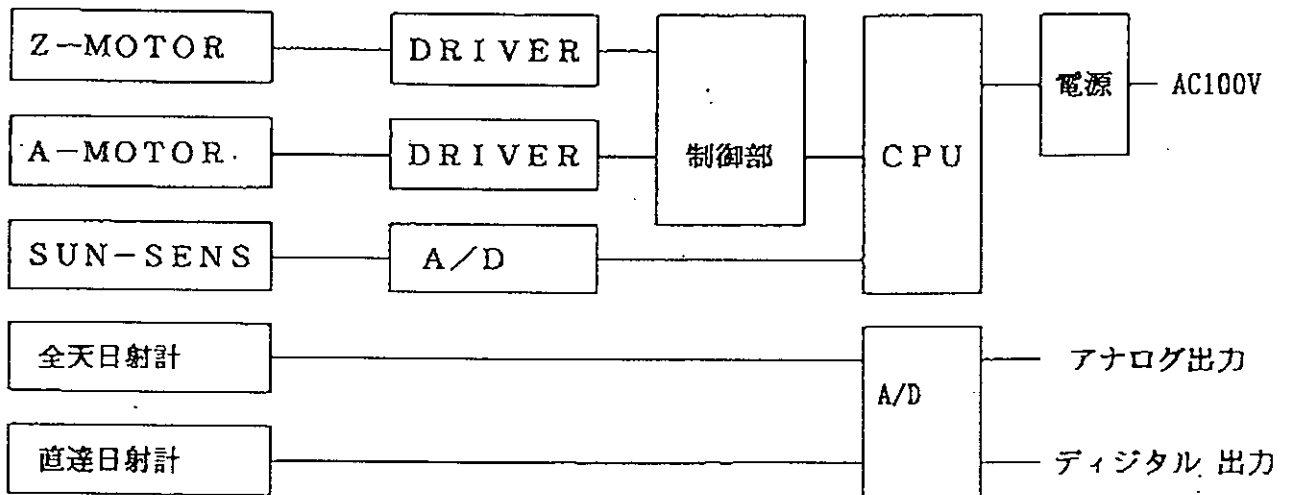 Z-MOTOR
DRIVER
制御部
CPU
電源
AC100V
A-MOTOR
DRIVER
SUN-SENS
A/D
全天日射計
A/D
アナログ出力
直達日射計
ディジタル 出力